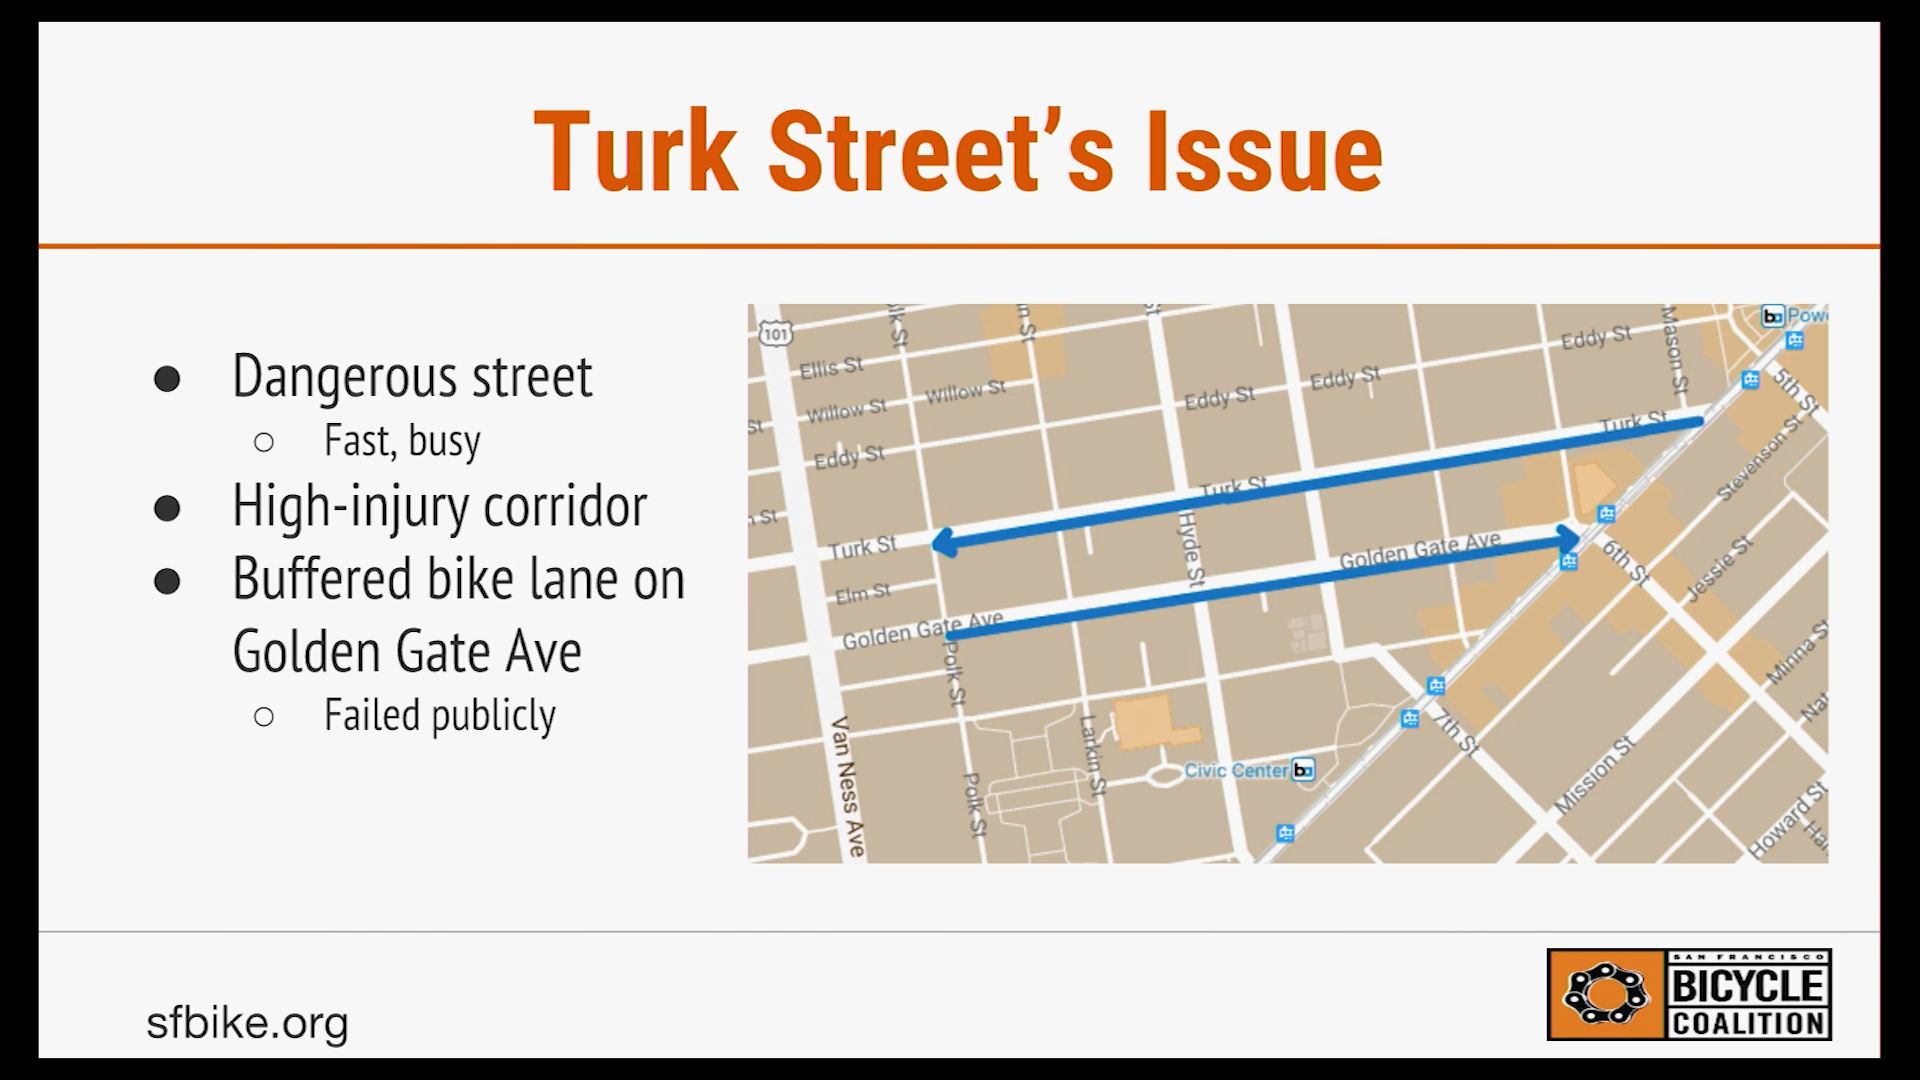 Turk Street’s Issue
● Dangerous street
○ Fast, busy
● High-injury corridor
● Buffered bike lane on
Golden Gate Ave
○ Failed publicly
101
Ellis St
Willow St
Willow St
Eddy St
Eddy St
Eddy St
Eddy St
Mason St
5th St
Stevenson St
Turk St
Turk St
Turk St
Elm St
Hyde St
Golden Gate Ave
Golden Gate Ave
6th St
Jessie St
Minna St
Polk St
Polk St
Larkin St
Van Ness Ave
Civic Center
7th St
Mission St
Howard St
sfbike.org
SAN FRANCISCO
BICYCLE
COALITION